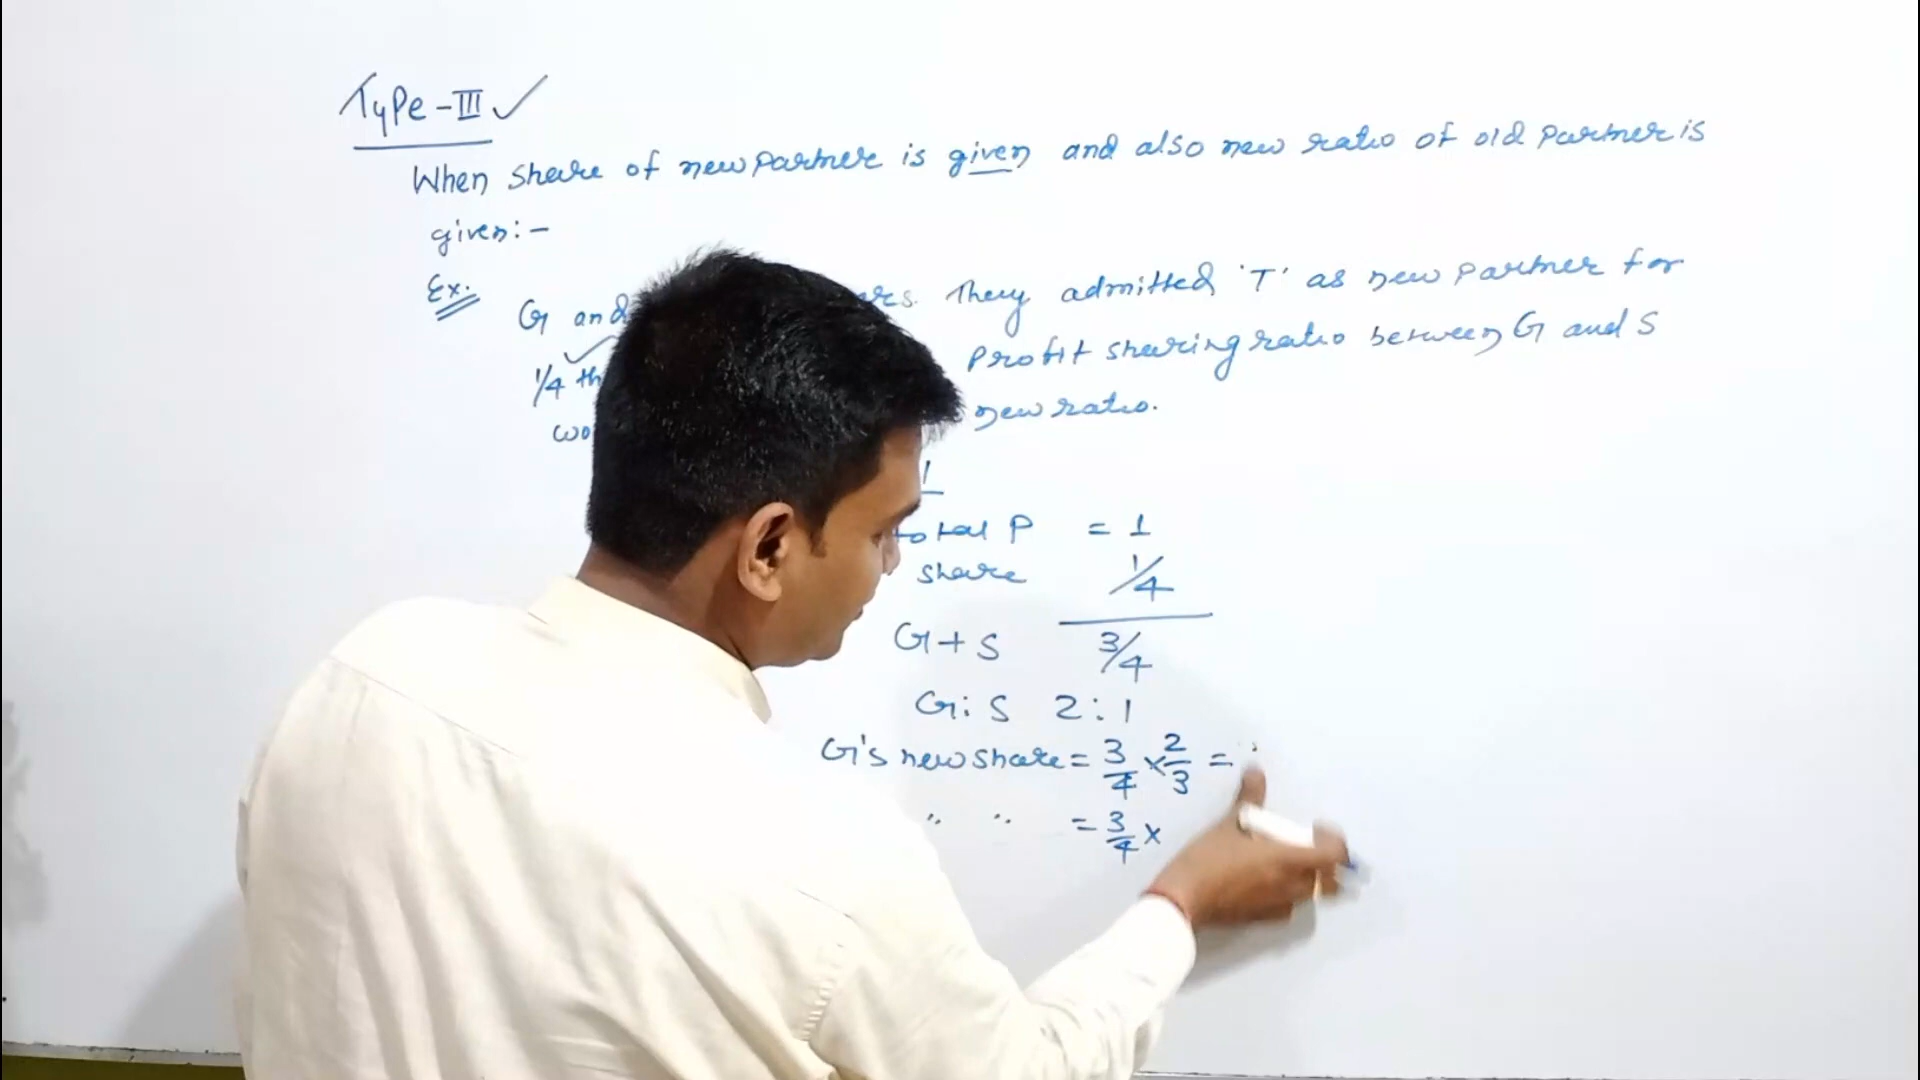 Type-III ✓
When share of new partner is given and also new ratio of old partner is
given:-
Ex.
G and They admitted 'T' as new partner for
1/4 Profit sharing ratio between G and S
new ratio.
1
total P = 1
share 1/4
G+S 3/4
G:S 2:1
G's new share = 3/4 × 2/3 =
" " = 3/4 ×